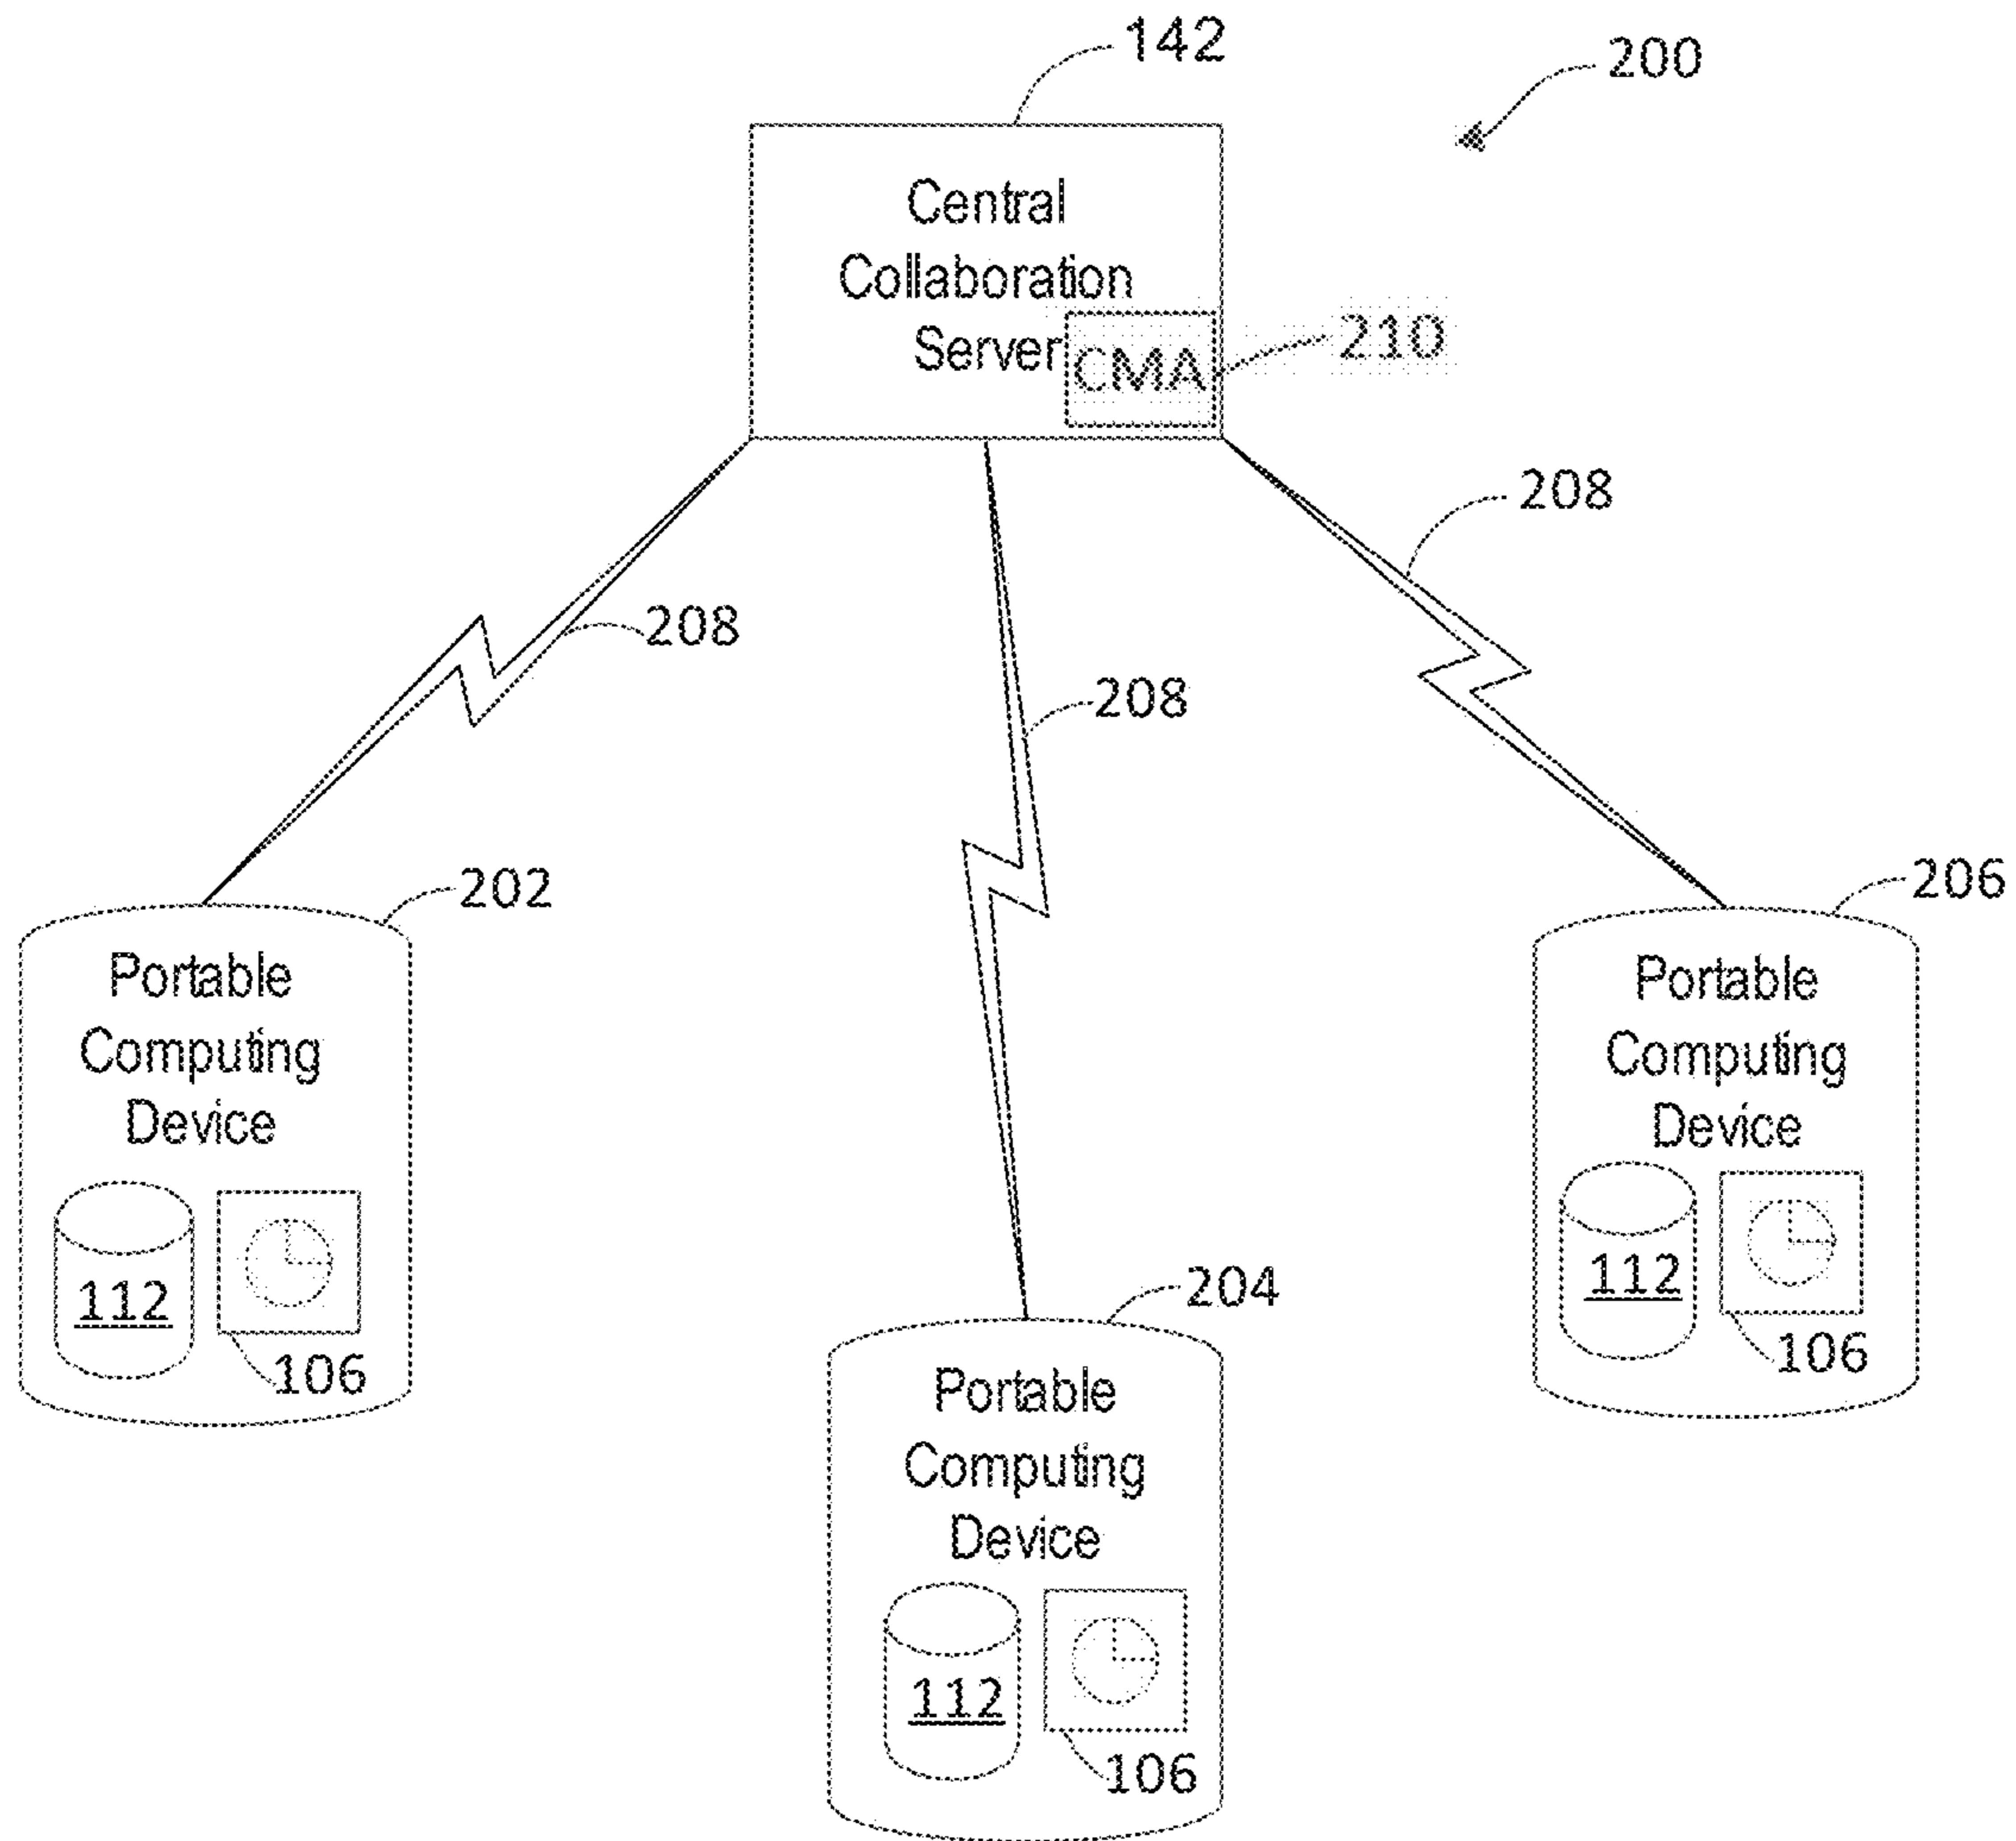 142
200
Central
Collaboration
Server
CMA
210
208
208
208
202
Portable
Computing
Device
112
106
206
Portable
Computing
Device
112
106
204
Portable
Computing
Device
112
106